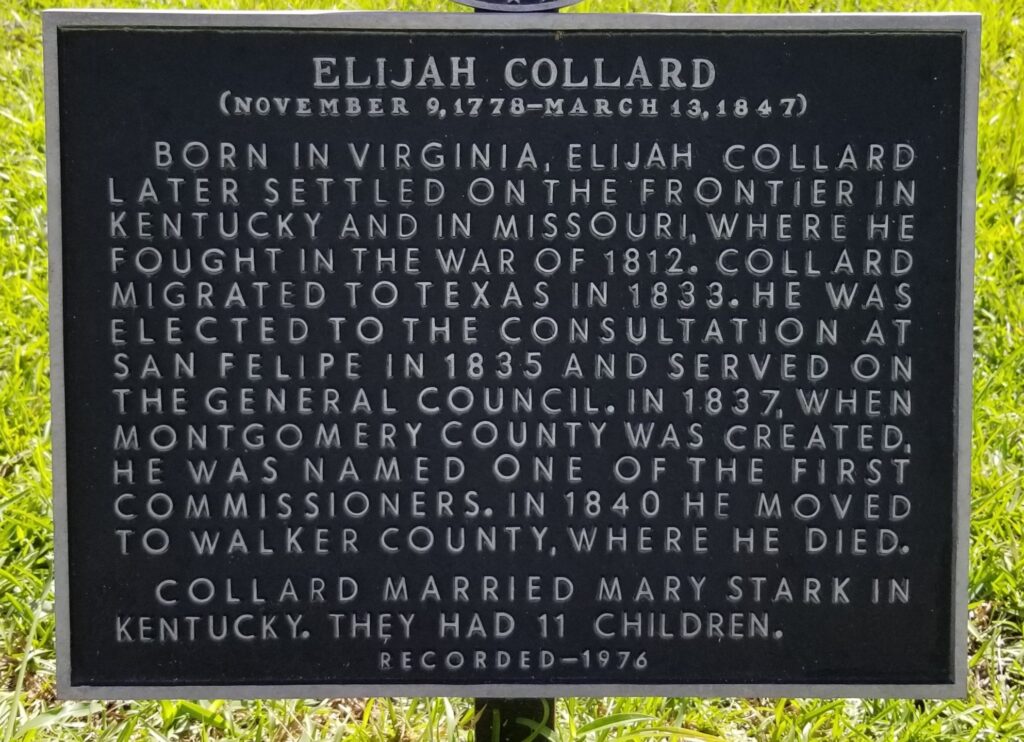 ELIJAH COLLARD
(NOVEMBER 9, 1778—MARCH 13, 1847)
BORN IN VIRGINIA, ELIJAH COLLARD
LATER SETTLED ON THE FRONTIER IN
KENTUCKY AND IN MISSOURI, WHERE HE
FOUGHT IN THE WAR OF 1812. COLLARD
MIGRATED TO TEXAS IN 1833. HE WAS
ELECTED TO THE CONSULTATION AT
SAN FELIPE IN 1835 AND SERVED ON
THE GENERAL COUNCIL. IN 1837, WHEN
MONTGOMERY COUNTY WAS CREATED,
HE WAS NAMED ONE OF THE FIRST
COMMISSIONERS. IN 1840 HE MOVED
TO WALKER COUNTY, WHERE HE DIED.
COLLARD MARRIED MARY STARK IN
KENTUCKY. THEY HAD 11 CHILDREN.
RECORDED—1976